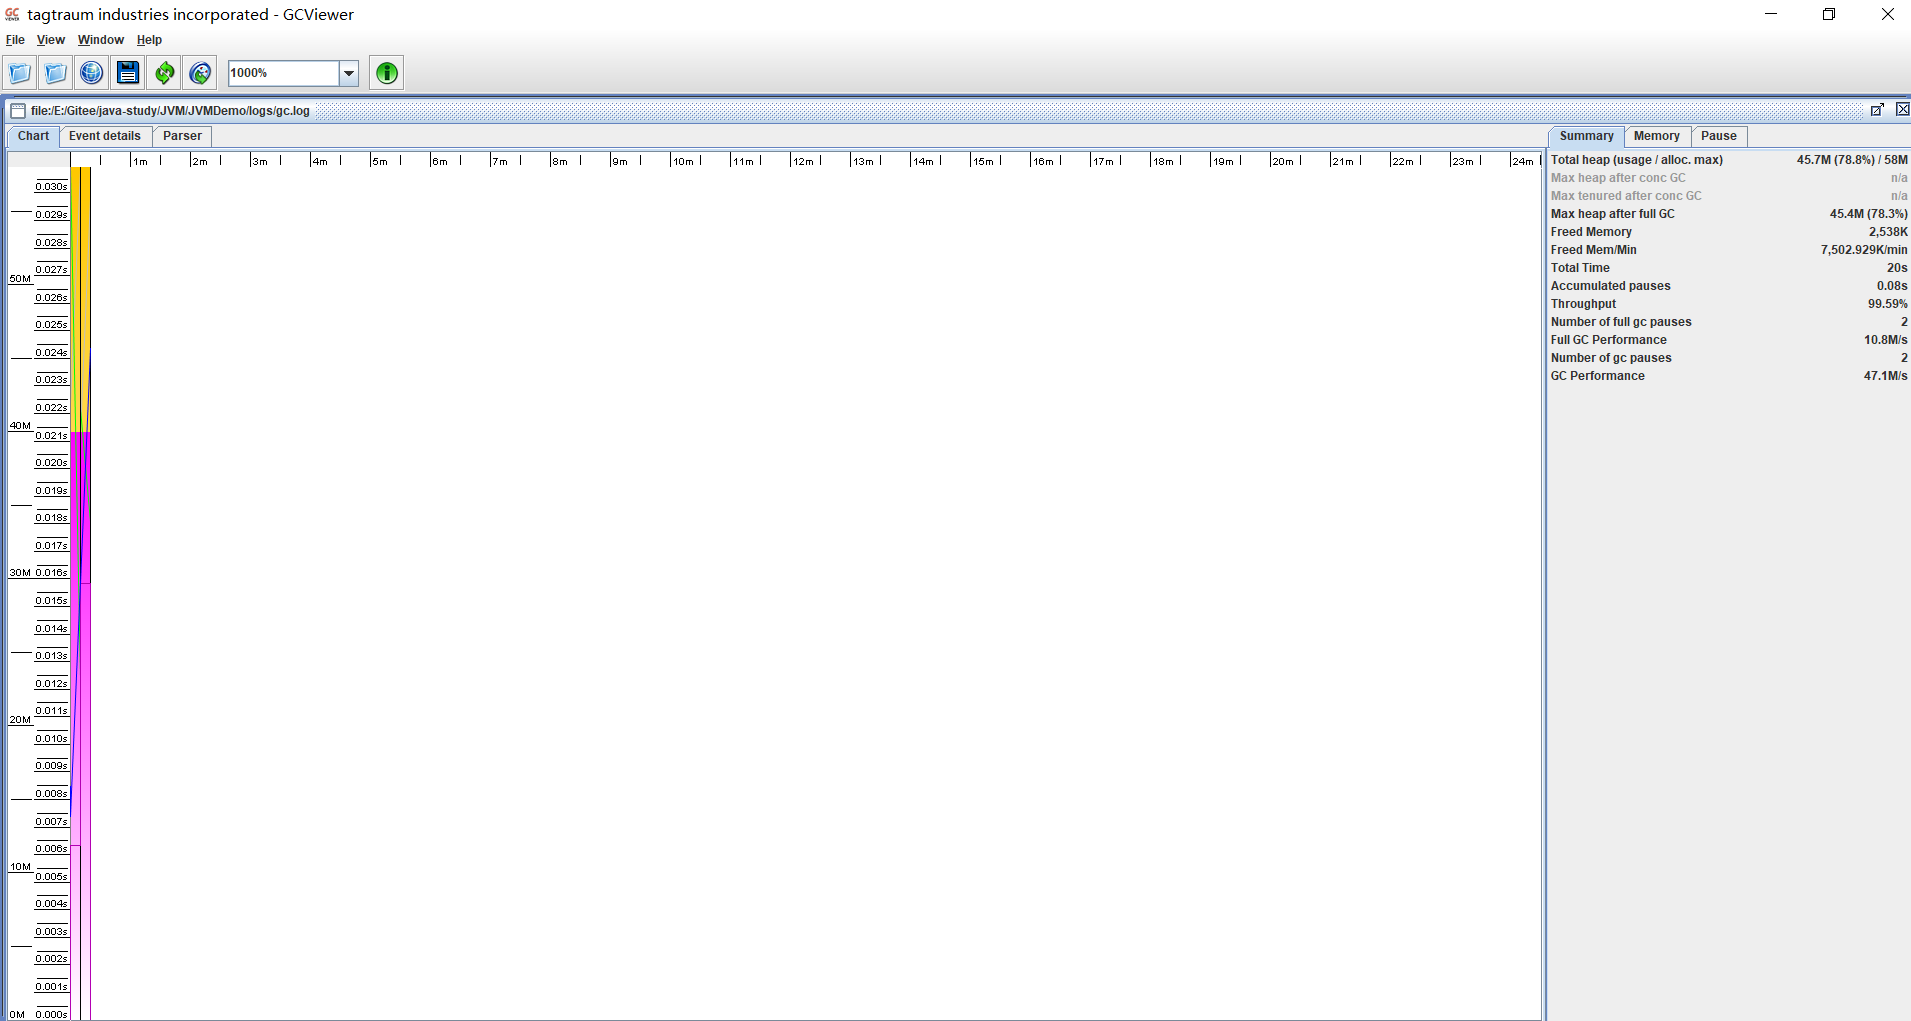 GC VIEWER tagtraum industries incorporated - GCViewer
File View Window Help
1000%
file:/E:/Gitee/java-study/JVM/JVMDemo/logs/gc.log
Chart Event details Parser
1m 2m 3m 4m 5m 6m 7m 8m 9m 10m 11m 12m 13m 14m 15m 16m 17m 18m 19m 20m 21m 22m 23m 24m
0.030s
0.029s
0.028s
0.027s
50M
0.026s
0.025s
0.024s
0.023s
0.022s
40M
0.021s
0.020s
0.019s
0.018s
0.017s
30M 0.016s
0.015s
0.014s
0.013s
0.012s
0.011s
20M
0.010s
0.009s
0.008s
0.007s
0.006s
10M
0.005s
0.004s
0.003s
0.002s
0.001s
0M 0.000s
Summary Memory Pause
Total heap (usage / alloc. max) 45.7M (78.8%) / 58M
Max heap after conc GC n/a
Max tenured after conc GC n/a
Max heap after full GC 45.4M (78.3%)
Freed Memory 2,538K
Freed Mem/Min 7,502.929K/min
Total Time 20s
Accumulated pauses 0.08s
Throughput 99.59%
Number of full gc pauses 2
Full GC Performance 10.8M/s
Number of gc pauses 2
GC Performance 47.1M/s